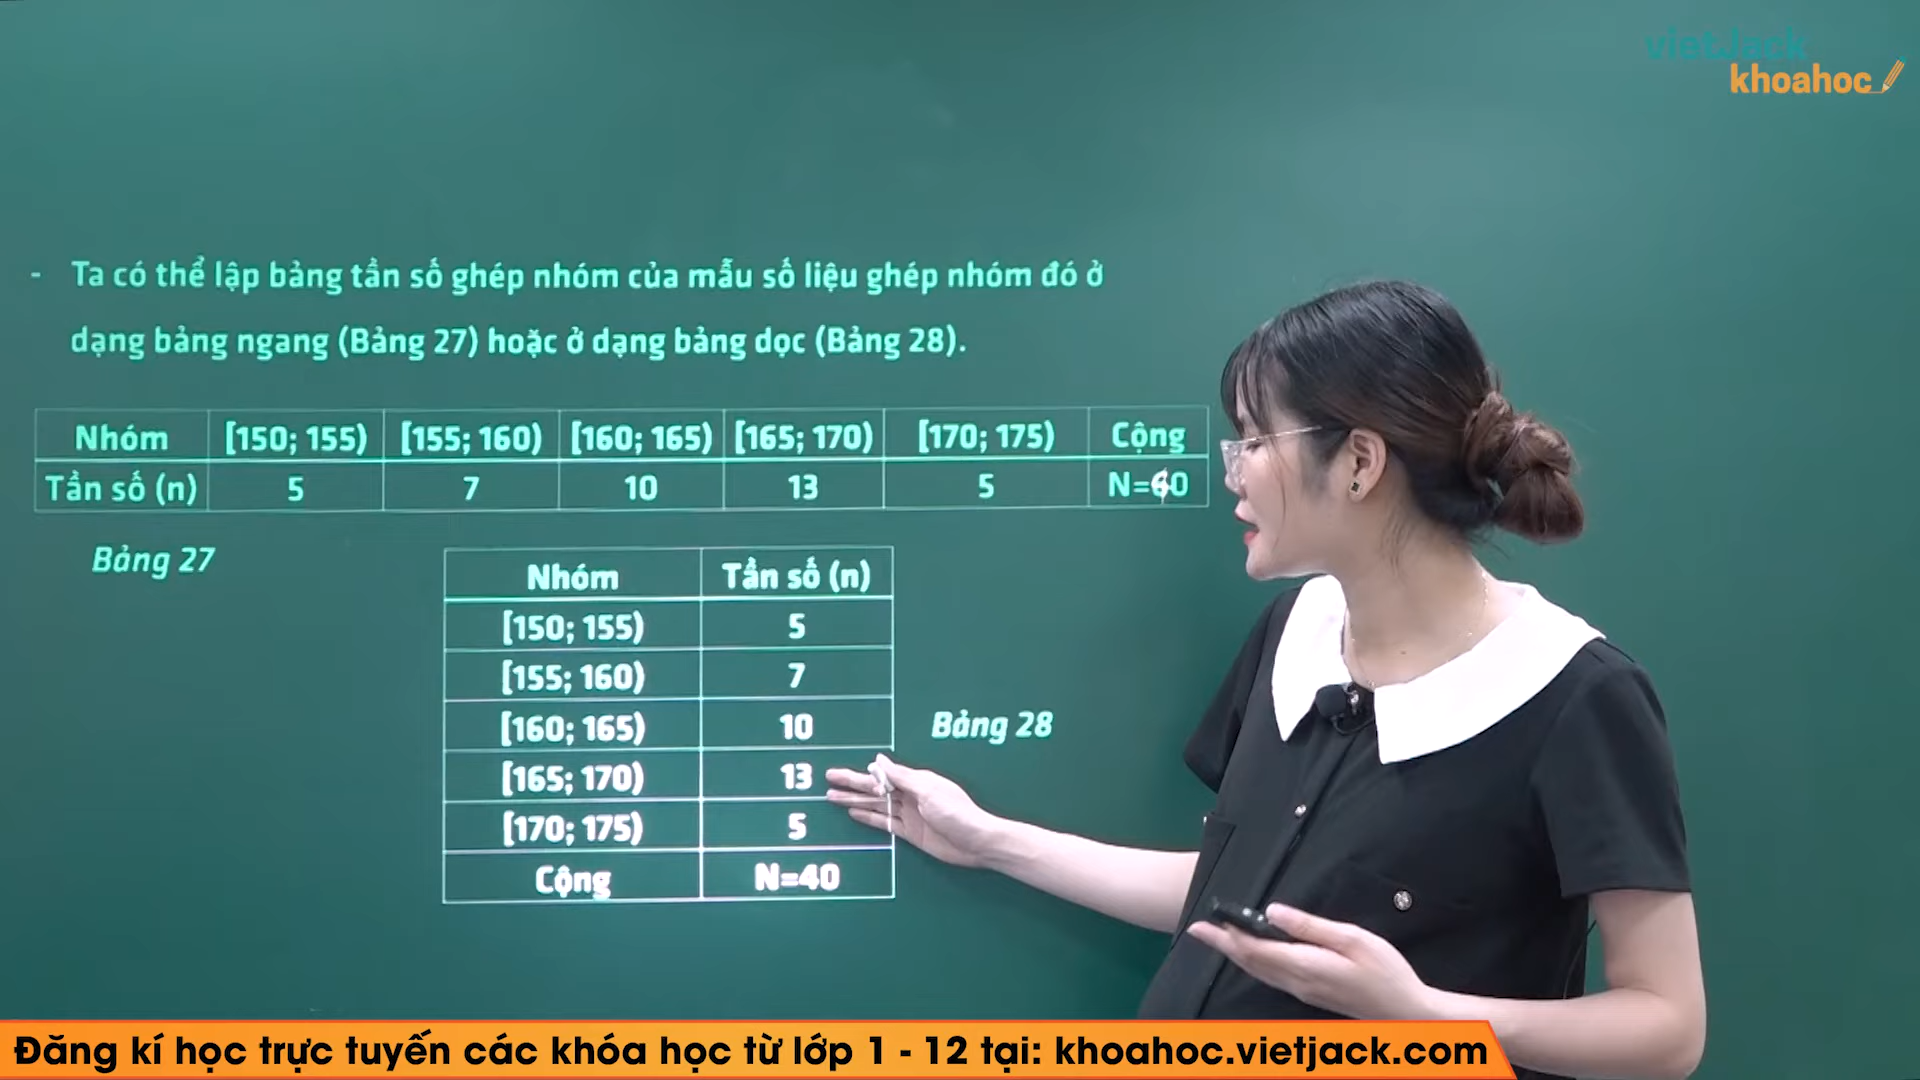 vietJack
khoahoc
- Ta có thể lập bảng tần số ghép nhóm của mẫu số liệu ghép nhóm đó ở
dạng bảng ngang (Bảng 27) hoặc ở dạng bảng dọc (Bảng 28).
Nhóm [150; 155) [155; 160) [160; 165) [165; 170) [170; 175) Cộng
Tần số (n) 5 7 10 13 5 N=40
Bảng 27
Nhóm Tần số (n)
[150; 155) 5
[155; 160) 7
[160; 165) 10
[165; 170) 13
[170; 175) 5
Cộng N=40
Bảng 28
Đăng kí học trực tuyến các khóa học từ lớp 1 - 12 tại: khoahoc.vietjack.com